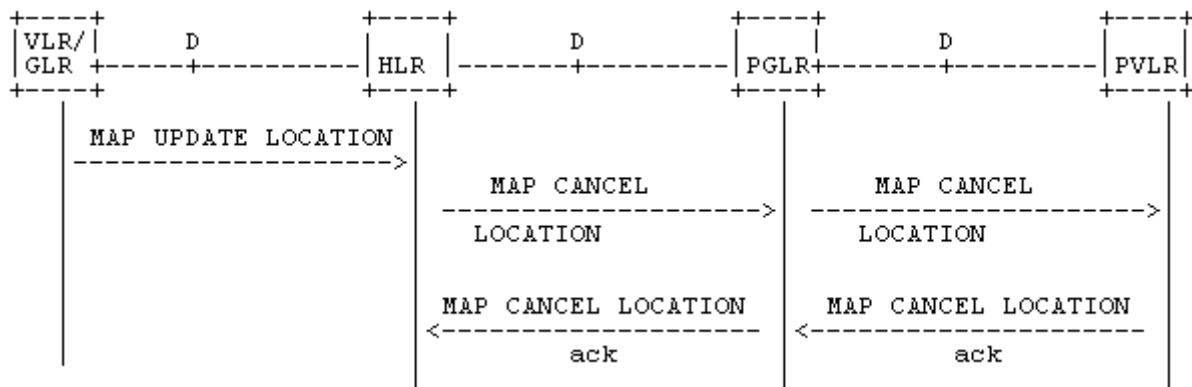 VLR/
GLR
D
HLR
D
PGLR
D
PVLR
MAP UPDATE LOCATION
MAP CANCEL
LOCATION
MAP CANCEL
LOCATION
MAP CANCEL LOCATION
ack
MAP CANCEL LOCATION
ack